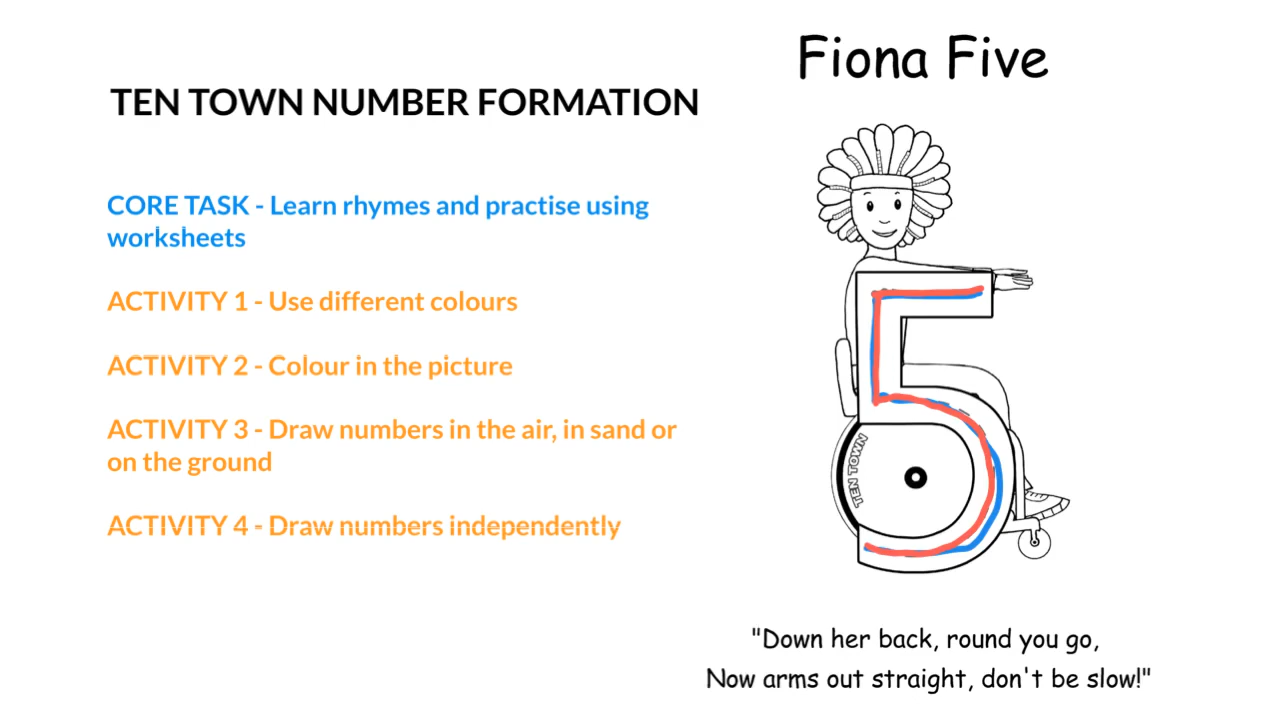 Fiona Five
TEN TOWN NUMBER FORMATION
CORE TASK - Learn rhymes and practise using
worksheets
ACTIVITY 1 - Use different colours
ACTIVITY 2 - Colour in the picture
ACTIVITY 3 - Draw numbers in the air, in sand or
on the ground
ACTIVITY 4 - Draw numbers independently
5
TEN TOWN
"Down her back, round you go,
Now arms out straight, don't be slow!"